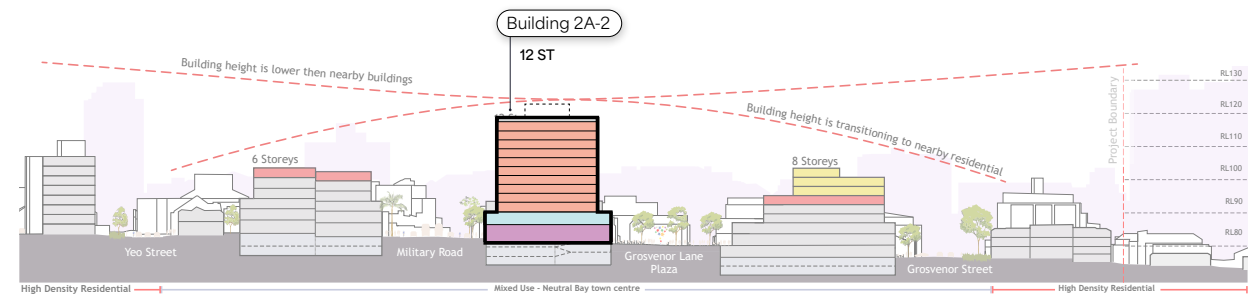 Building 2A-2
12 ST
Building height is lower then nearby buildings
Building height is transitioning to nearby residential
Project Boundary
RL130
RL120
RL110
RL100
RL90
RL80
6 Storeys
8 Storeys
Yeo Street
Military Road
Grosvenor Lane
Plaza
Grosvenor Street
High Density Residential
Mixed Use - Neutral Bay town centre
High Density Residential